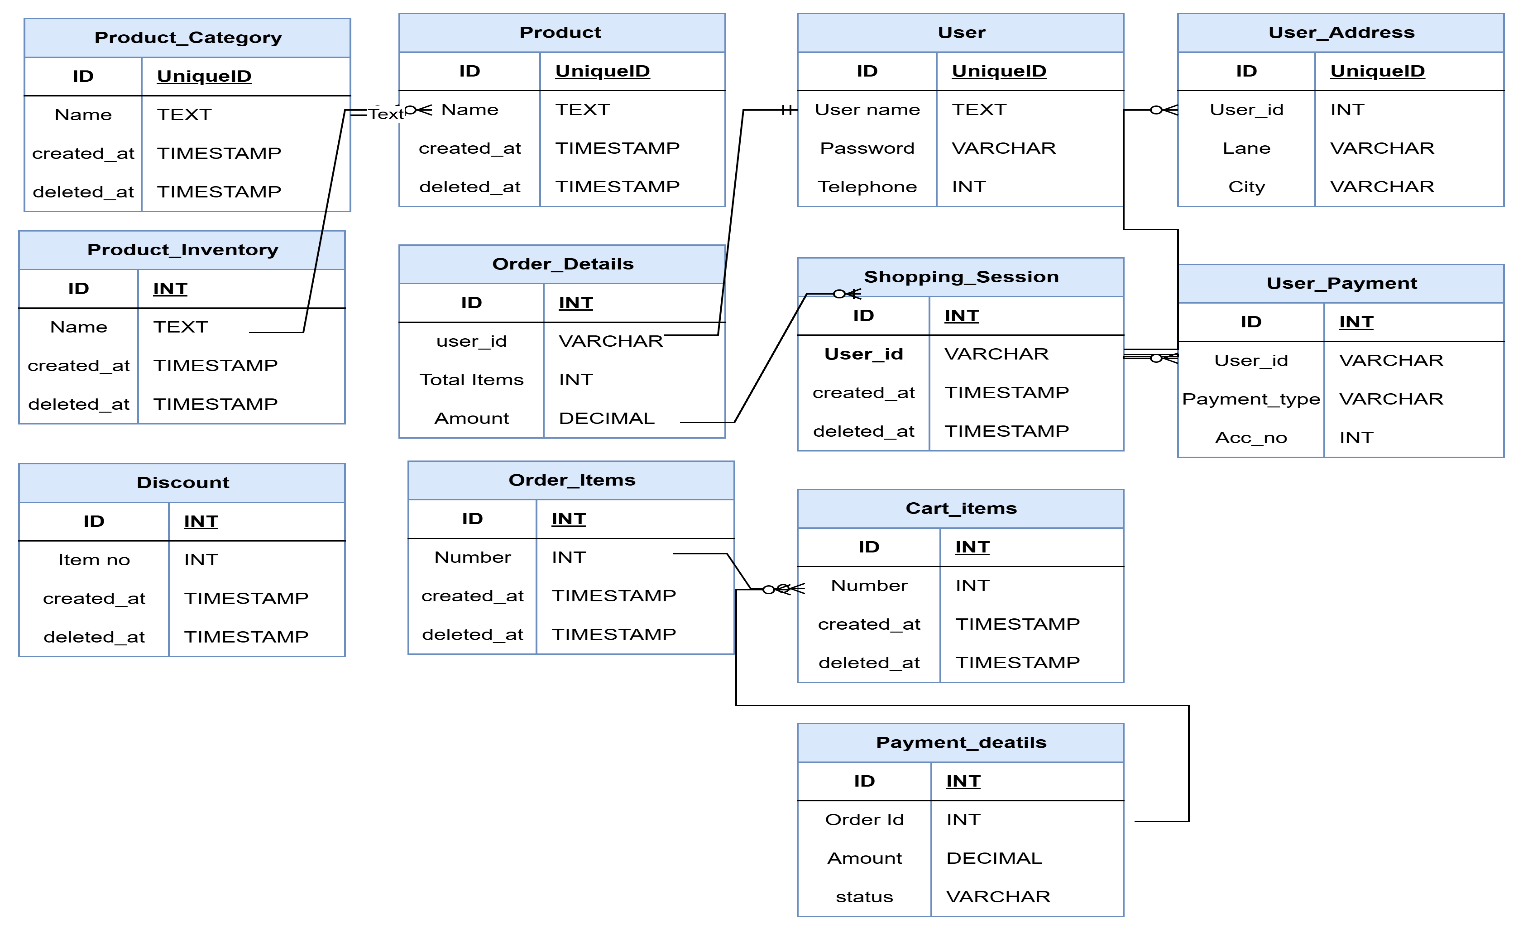 Product_Category
ID UniqueID
Name TEXT
created_at TIMESTAMP
deleted_at TIMESTAMP
Text
Product
ID UniqueID
Name TEXT
created_at TIMESTAMP
deleted_at TIMESTAMP
User
ID UniqueID
User name TEXT
Password VARCHAR
Telephone INT
User_Address
ID UniqueID
User_id INT
Lane VARCHAR
City VARCHAR
Product_Inventory
ID INT
Name TEXT
created_at TIMESTAMP
deleted_at TIMESTAMP
Order_Details
ID INT
user_id VARCHAR
Total Items INT
Amount DECIMAL
Shopping_Session
ID INT
User_id VARCHAR
created_at TIMESTAMP
deleted_at TIMESTAMP
User_Payment
ID INT
User_id VARCHAR
Payment_type VARCHAR
Acc_no INT
Discount
ID INT
Item no INT
created_at TIMESTAMP
deleted_at TIMESTAMP
Order_Items
ID INT
Number INT
created_at TIMESTAMP
deleted_at TIMESTAMP
Cart_items
ID INT
Number INT
created_at TIMESTAMP
deleted_at TIMESTAMP
Payment_deatils
ID INT
Order Id INT
Amount DECIMAL
status VARCHAR